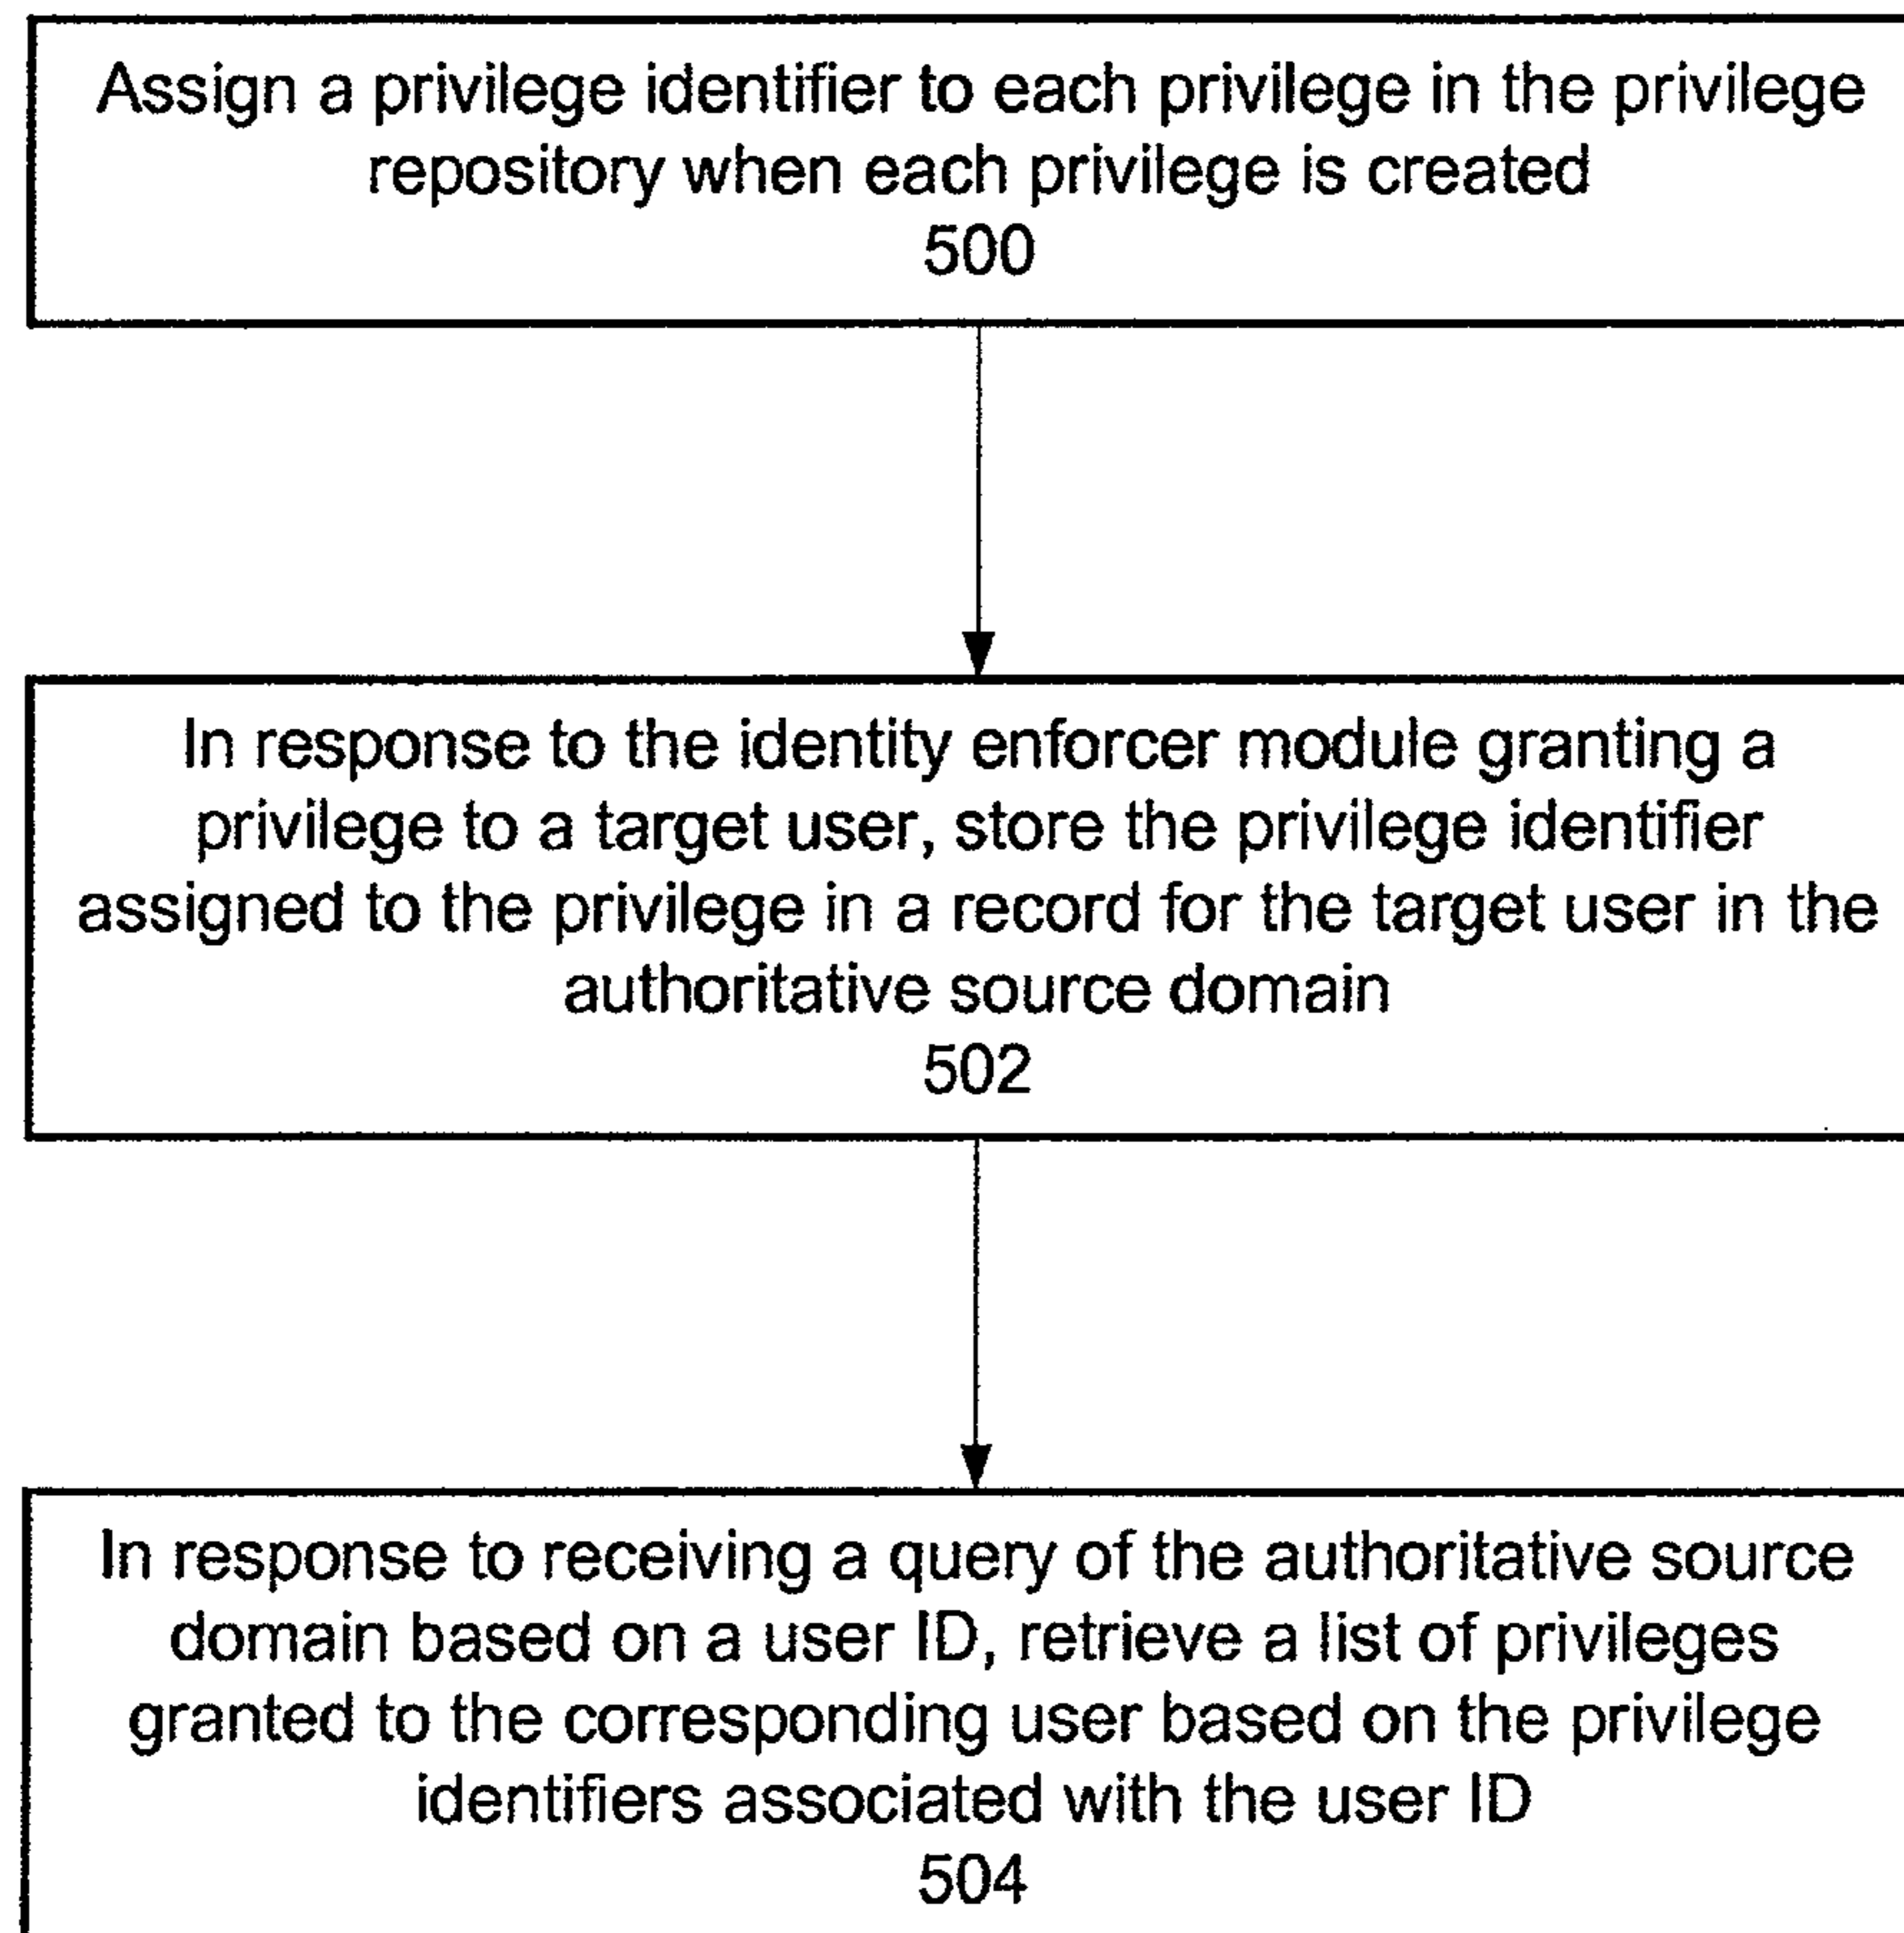 Assign a privilege identifier to each privilege in the privilege
repository when each privilege is created
500
In response to the identity enforcer module granting a
privilege to a target user, store the privilege identifier
assigned to the privilege in a record for the target user in the
authoritative source domain
502
In response to receiving a query of the authoritative source
domain based on a user ID, retrieve a list of privileges
granted to the corresponding user based on the privilege
identifiers associated with the user ID
504